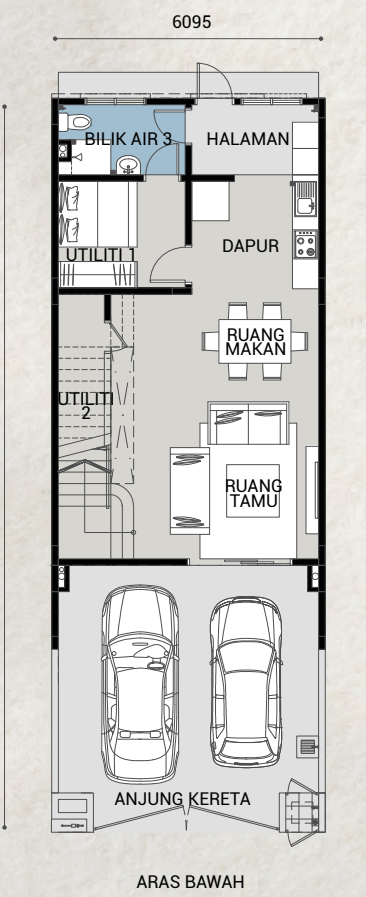 6095
BILIK AIR 3
HALAMAN
UTILITI 1
DAPUR
RUANG
MAKAN
UTILITI
2
RUANG
TAMU
ANJUNG KERETA
ARAS BAWAH